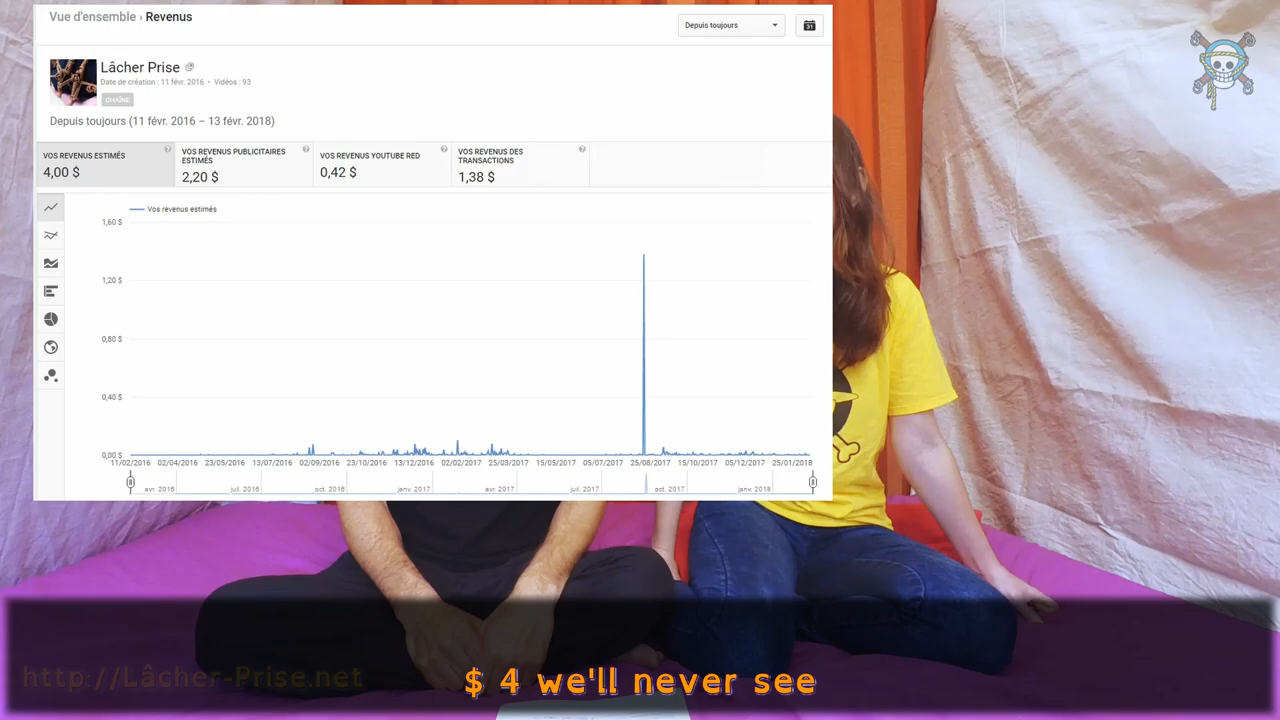 Vue d'ensemble › Revenus
Depuis toujours
31
Lâcher Prise
Date de création : 11 févr. 2016 • Vidéos : 93
CHAÎNE
Depuis toujours (11 févr. 2016 – 13 févr. 2018)
VOS REVENUS ESTIMÉS
4,00 $
VOS REVENUS PUBLICITAIRES
ESTIMÉS
2,20 $
VOS REVENUS YOUTUBE RED
0,42 $
VOS REVENUS DES
TRANSACTIONS
1,38 $
Vos revenus estimés
1,60 $
1,20 $
0,80 $
0,40 $
0,00 $
11/02/2016 02/04/2016 23/05/2016 13/07/2016 02/09/2016 23/10/2016 13/12/2016 02/02/2017 25/03/2017 15/05/2017 05/07/2017 25/08/2017 15/10/2017 05/12/2017 25/01/2018
avr. 2016 juil. 2016 oct. 2016 janv. 2017 avr. 2017 juil. 2017 oct. 2017 janv. 2018
http://Lâcher-Prise.net
$ 4 we'll never see